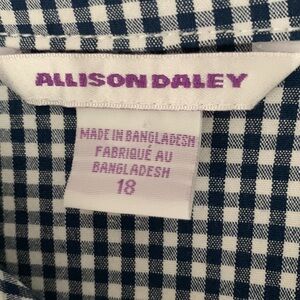 ALLISON DALEY
MADE IN BANGLADESH
FABRIQUÉ AU
BANGLADESH
18